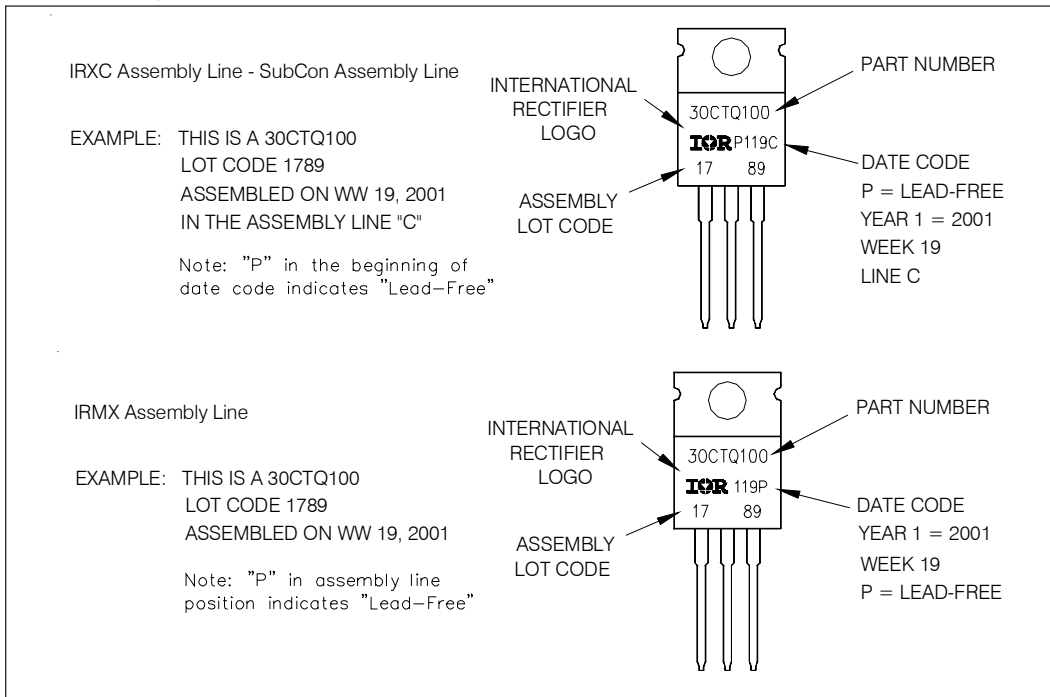 IRXC Assembly Line - SubCon Assembly Line
EXAMPLE: THIS IS A 30CTQ100
LOT CODE 1789
ASSEMBLED ON WW 19, 2001
IN THE ASSEMBLY LINE "C"
Note: "P" in the beginning of
date code indicates "Lead-Free"
INTERNATIONAL
RECTIFIER
LOGO
ASSEMBLY
LOT CODE
30CTQ100
IOR P119C
17 89
PART NUMBER
DATE CODE
P = LEAD-FREE
YEAR 1 = 2001
WEEK 19
LINE C
IRMX Assembly Line
EXAMPLE: THIS IS A 30CTQ100
LOT CODE 1789
ASSEMBLED ON WW 19, 2001
Note: "P" in assembly line
position indicates "Lead-Free"
INTERNATIONAL
RECTIFIER
LOGO
ASSEMBLY
LOT CODE
30CTQ100
IOR 119P
17 89
PART NUMBER
DATE CODE
YEAR 1 = 2001
WEEK 19
P = LEAD-FREE